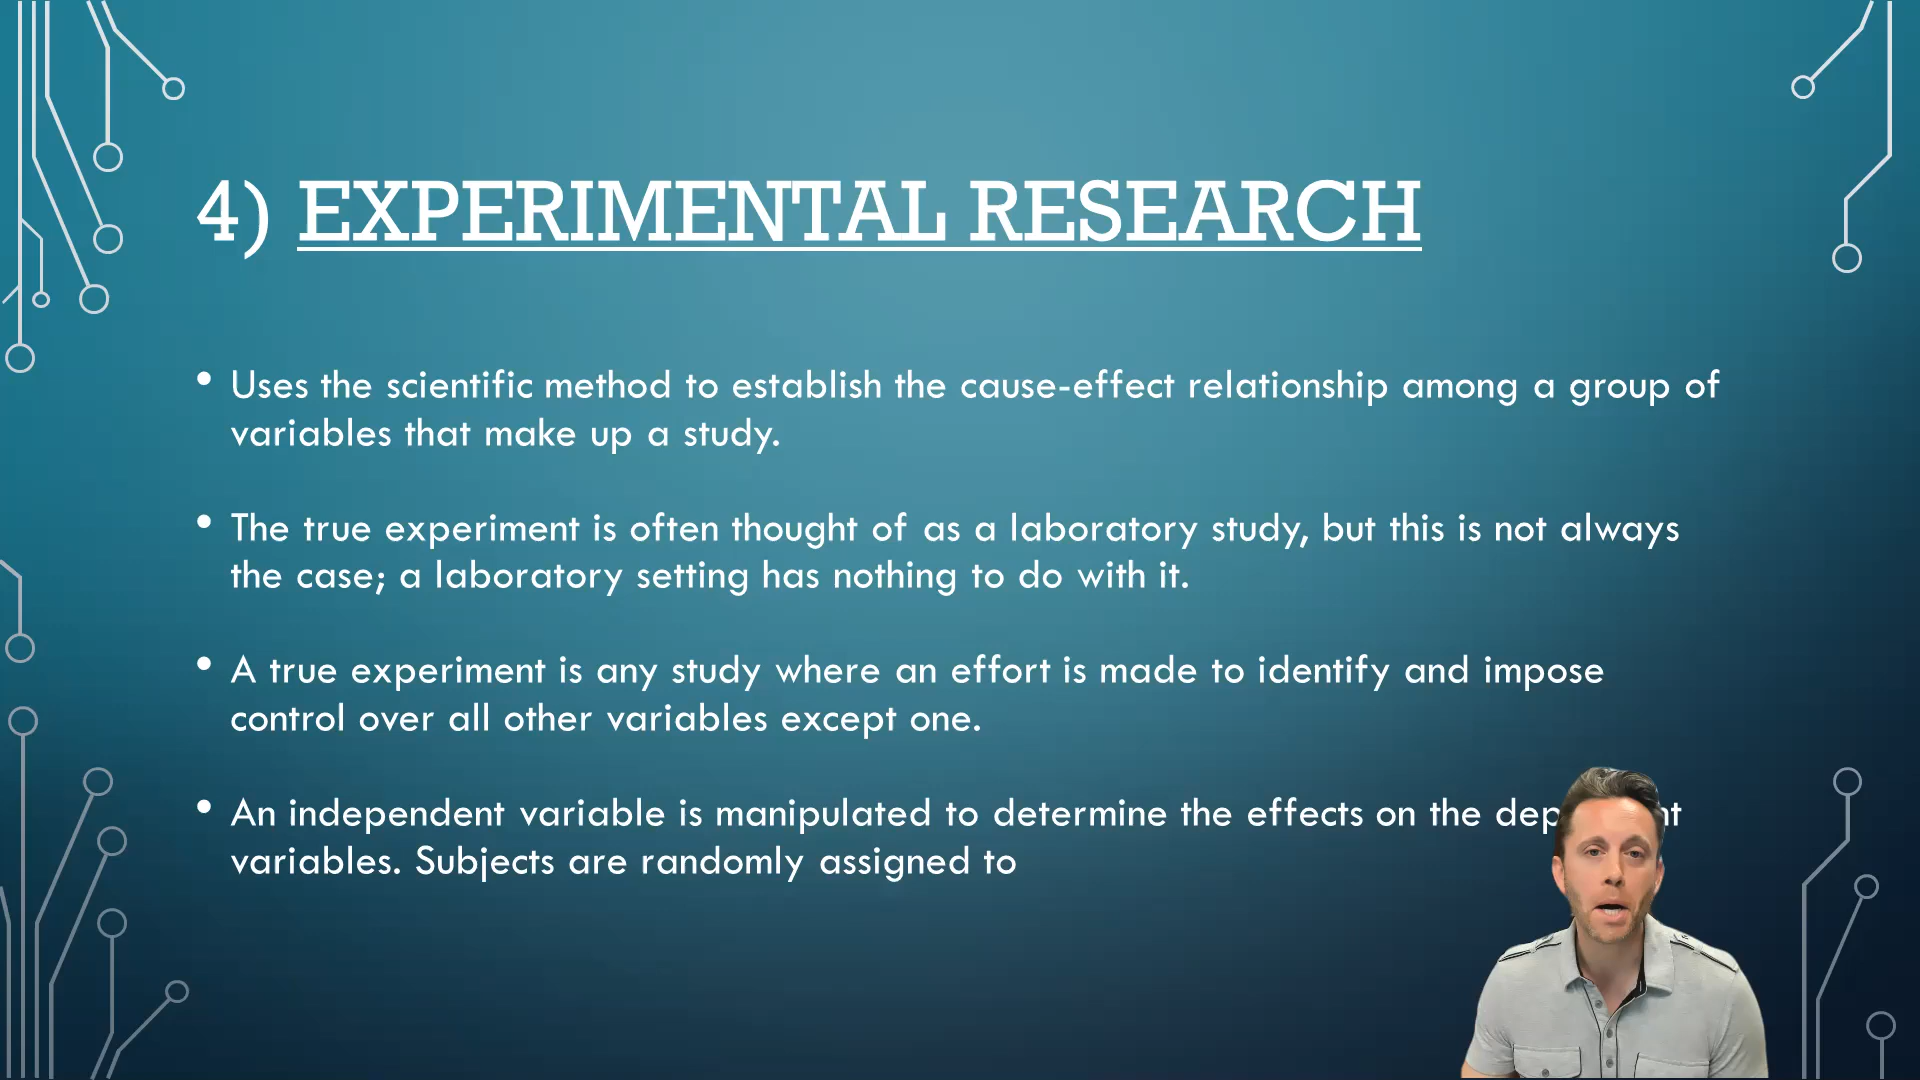 4) EXPERIMENTAL RESEARCH
• Uses the scientific method to establish the cause-effect relationship among a group of
variables that make up a study.
• The true experiment is often thought of as a laboratory study, but this is not always
the case; a laboratory setting has nothing to do with it.
• A true experiment is any study where an effort is made to identify and impose
control over all other variables except one.
• An independent variable is manipulated to determine the effects on the
variables. Subjects are randomly assigned to